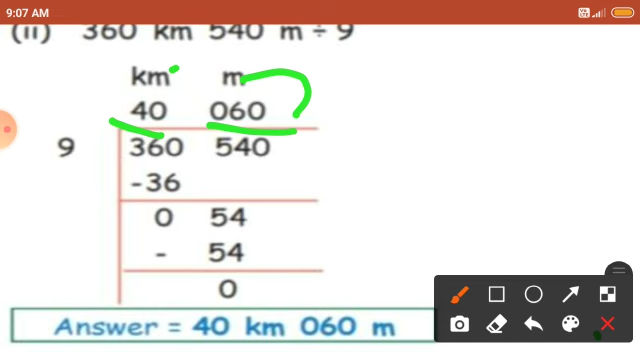 9:07 AM
(ii) 360 km 540 m ÷ 9
km m
40 060
9 360 540
-36
0 54
- 54
0
Answer = 40 km 060 m